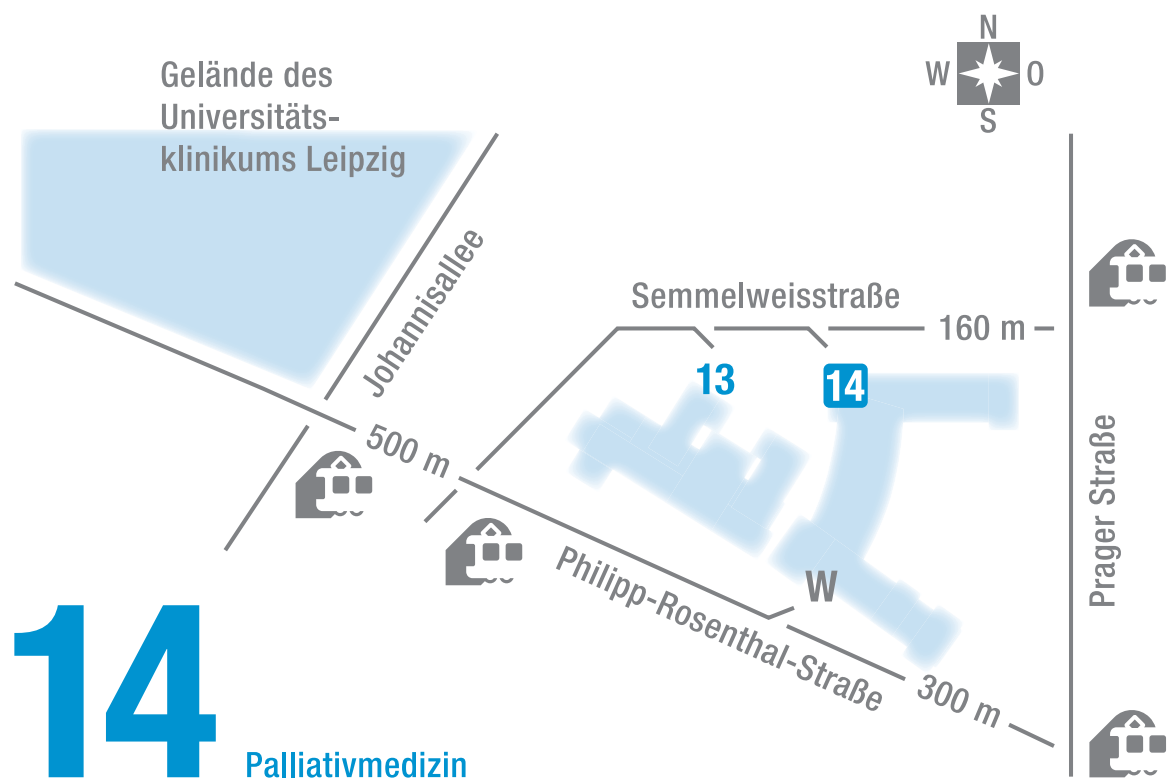 N
W O
S
Gelände des
Universitäts-
klinikums Leipzig
Johannisallee
Semmelweisstraße
160 m
13
14
500 m
Prager Straße
Philipp-Rosenthal-Straße
W
300 m
14
Palliativmedizin